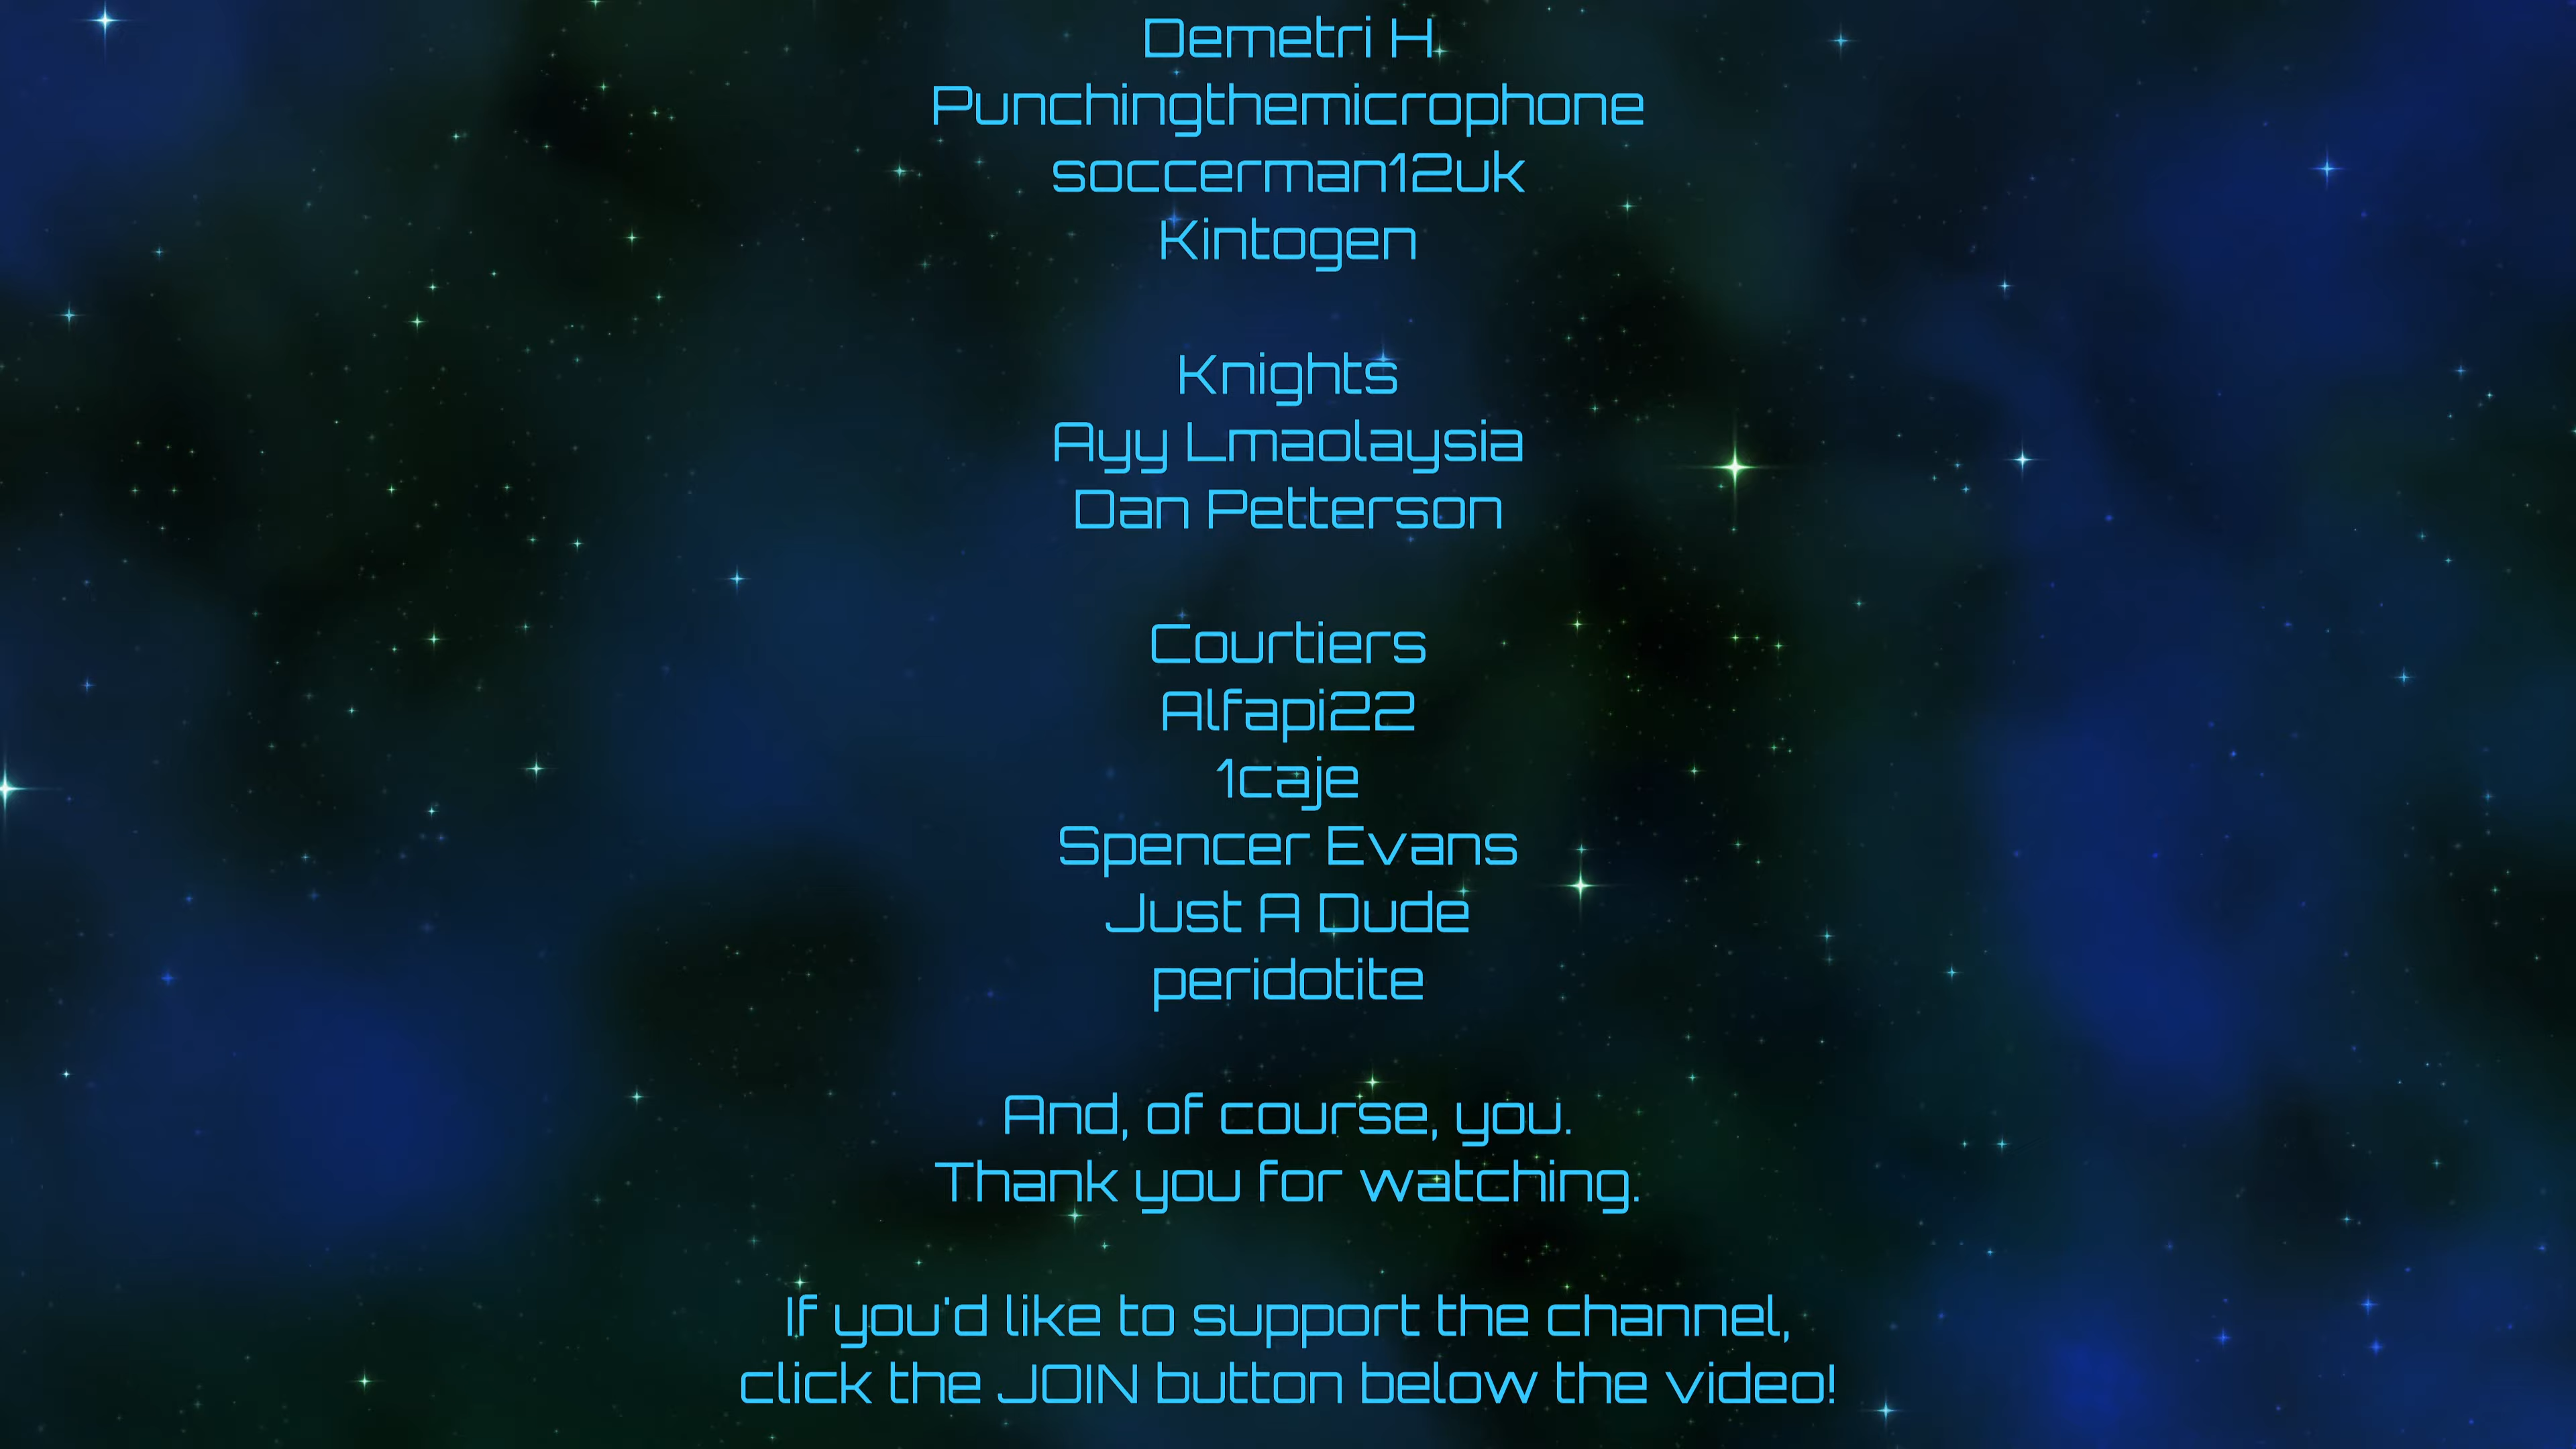 Demetri H
Punchingthemicrophone
soccerman12uk
Kintogen
Knights
Ayy Lmaolaysia
Dan Petterson
Courtiers
Alfapi22
1caje
Spencer Evans
Just A Dude
peridotite
And, of course, you.
Thank you for watching.
If you'd like to support the channel,
click the JOIN button below the video!